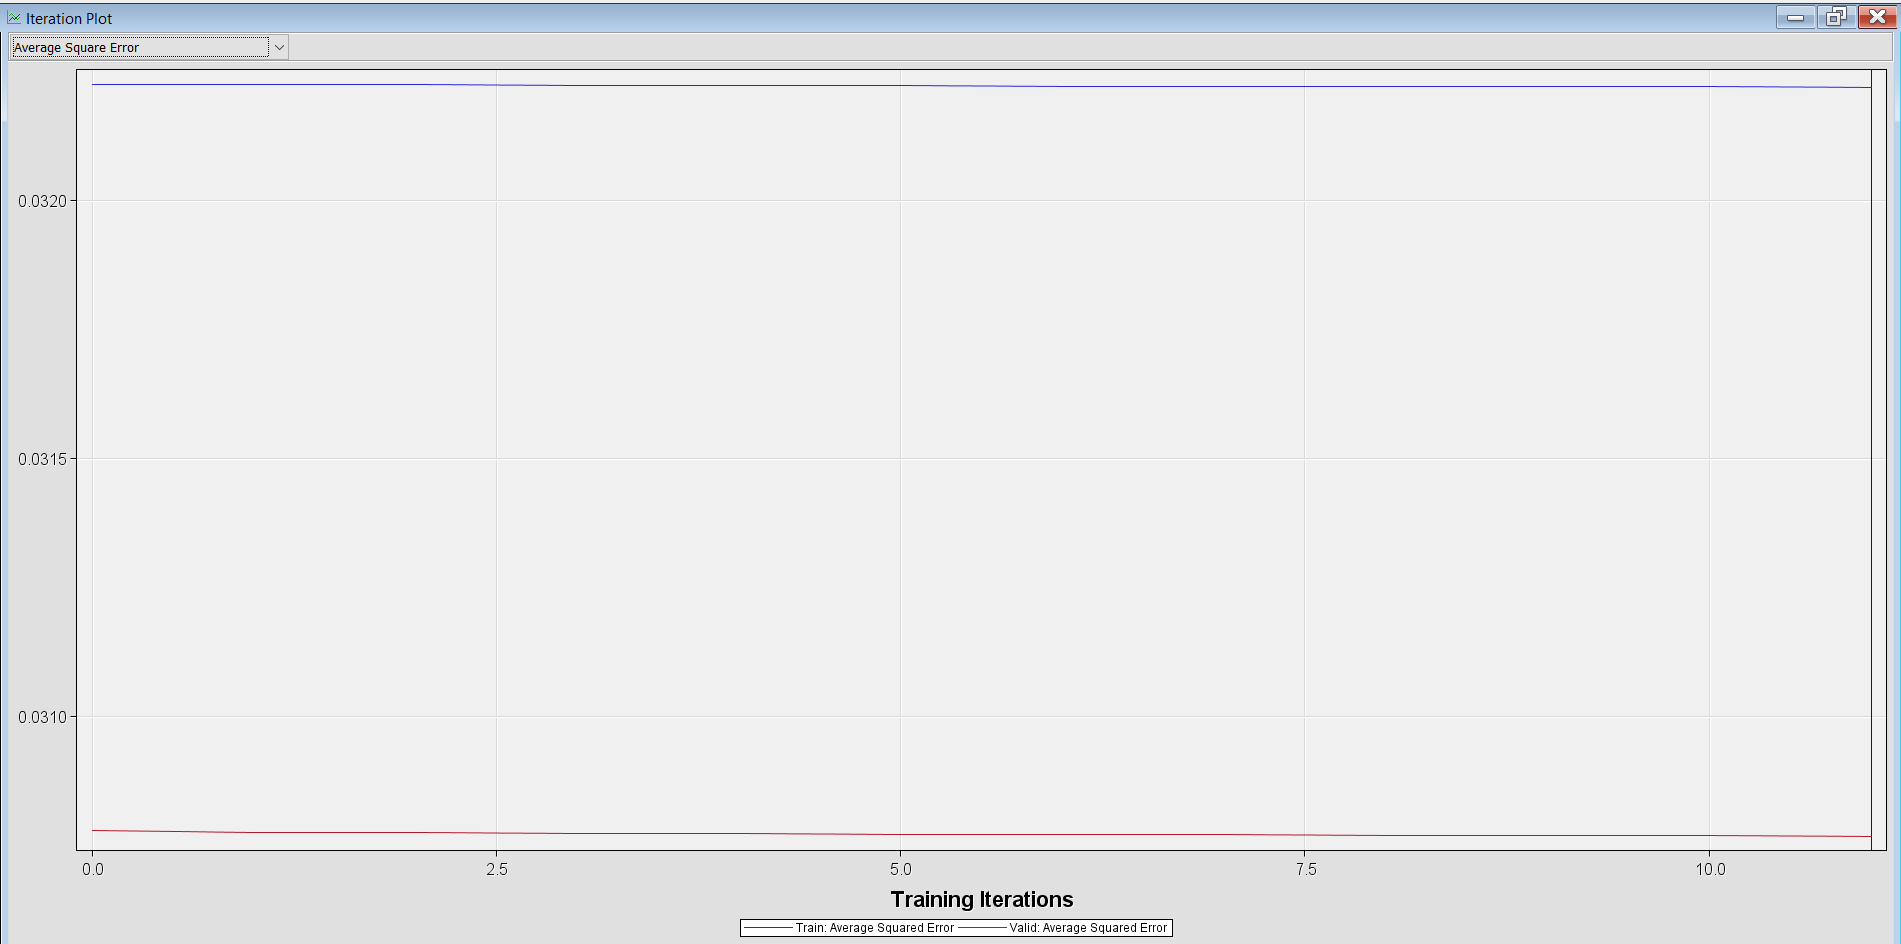 Iteration Plot
Average Square Error
0.0320
0.0315
0.0310
0.0 2.5 5.0 7.5 10.0
Training Iterations
Train: Average Squared Error Valid: Average Squared Error